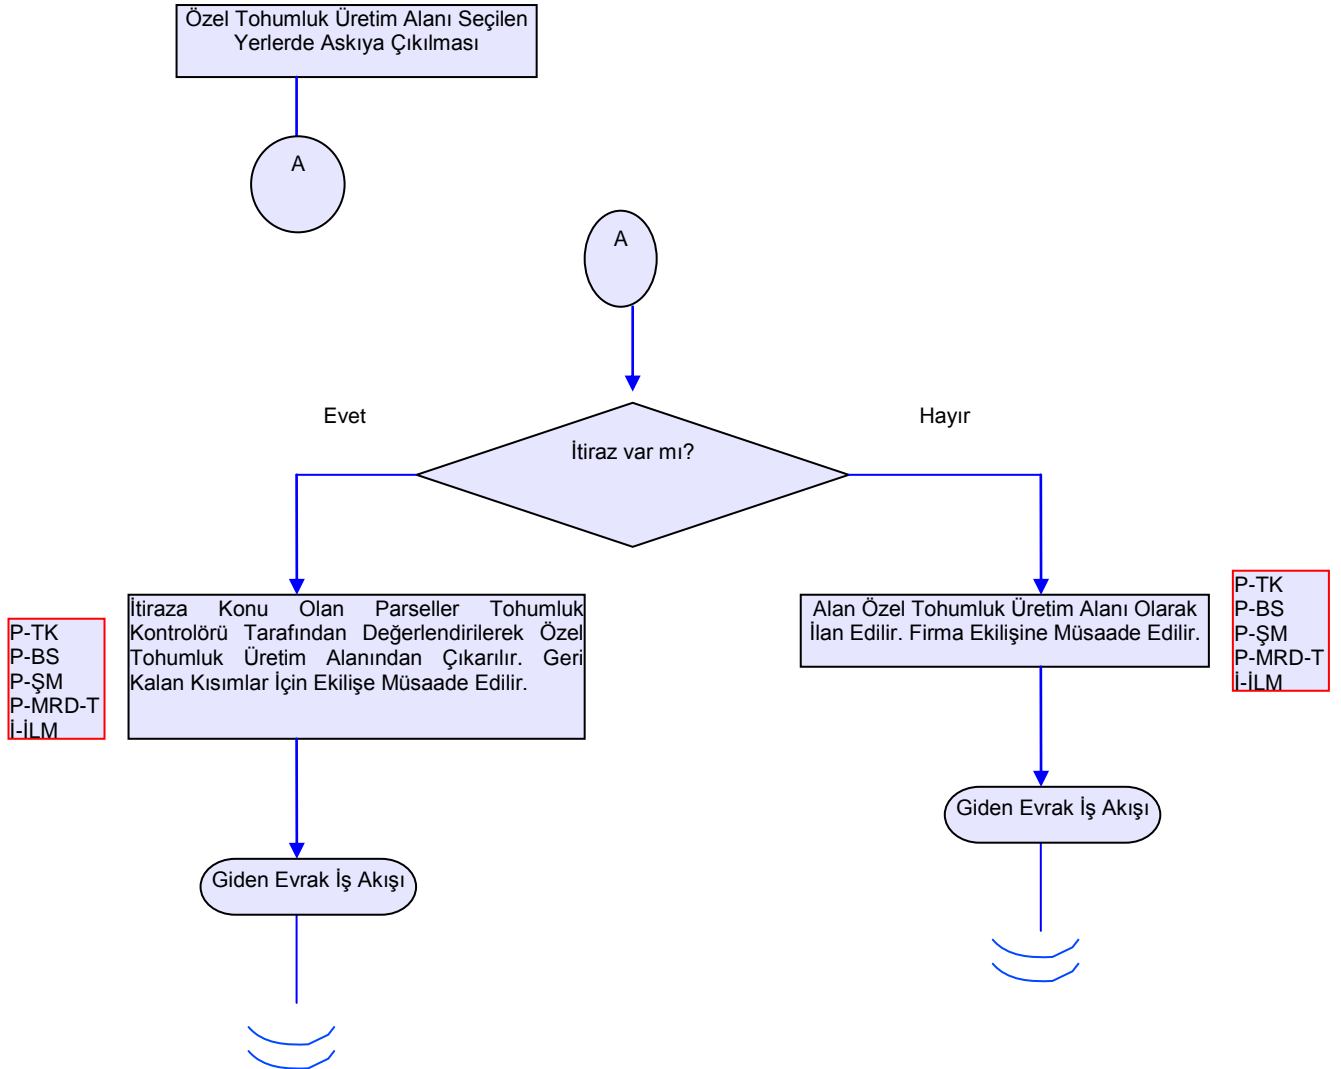 Özel Tohumluk Üretim Alanı Seçilen
Yerlerde Askıya Çıkılması
A
A
Evet
Hayır
İtiraz var mı?
P-TK
P-BS
P-ŞM
P-MRD-T
İ-İLM
İtiraza Konu Olan Parseller Tohumluk
Kontrolörü Tarafından Değerlendirilerek Özel
Tohumluk Üretim Alanından Çıkarılır. Geri
Kalan Kısımlar İçin Ekilişe Müsaade Edilir.
Alan Özel Tohumluk Üretim Alanı Olarak
İlan Edilir. Firma Ekilişine Müsaade Edilir.
P-TK
P-BS
P-ŞM
P-MRD-T
İ-İLM
Giden Evrak İş Akışı
Giden Evrak İş Akışı